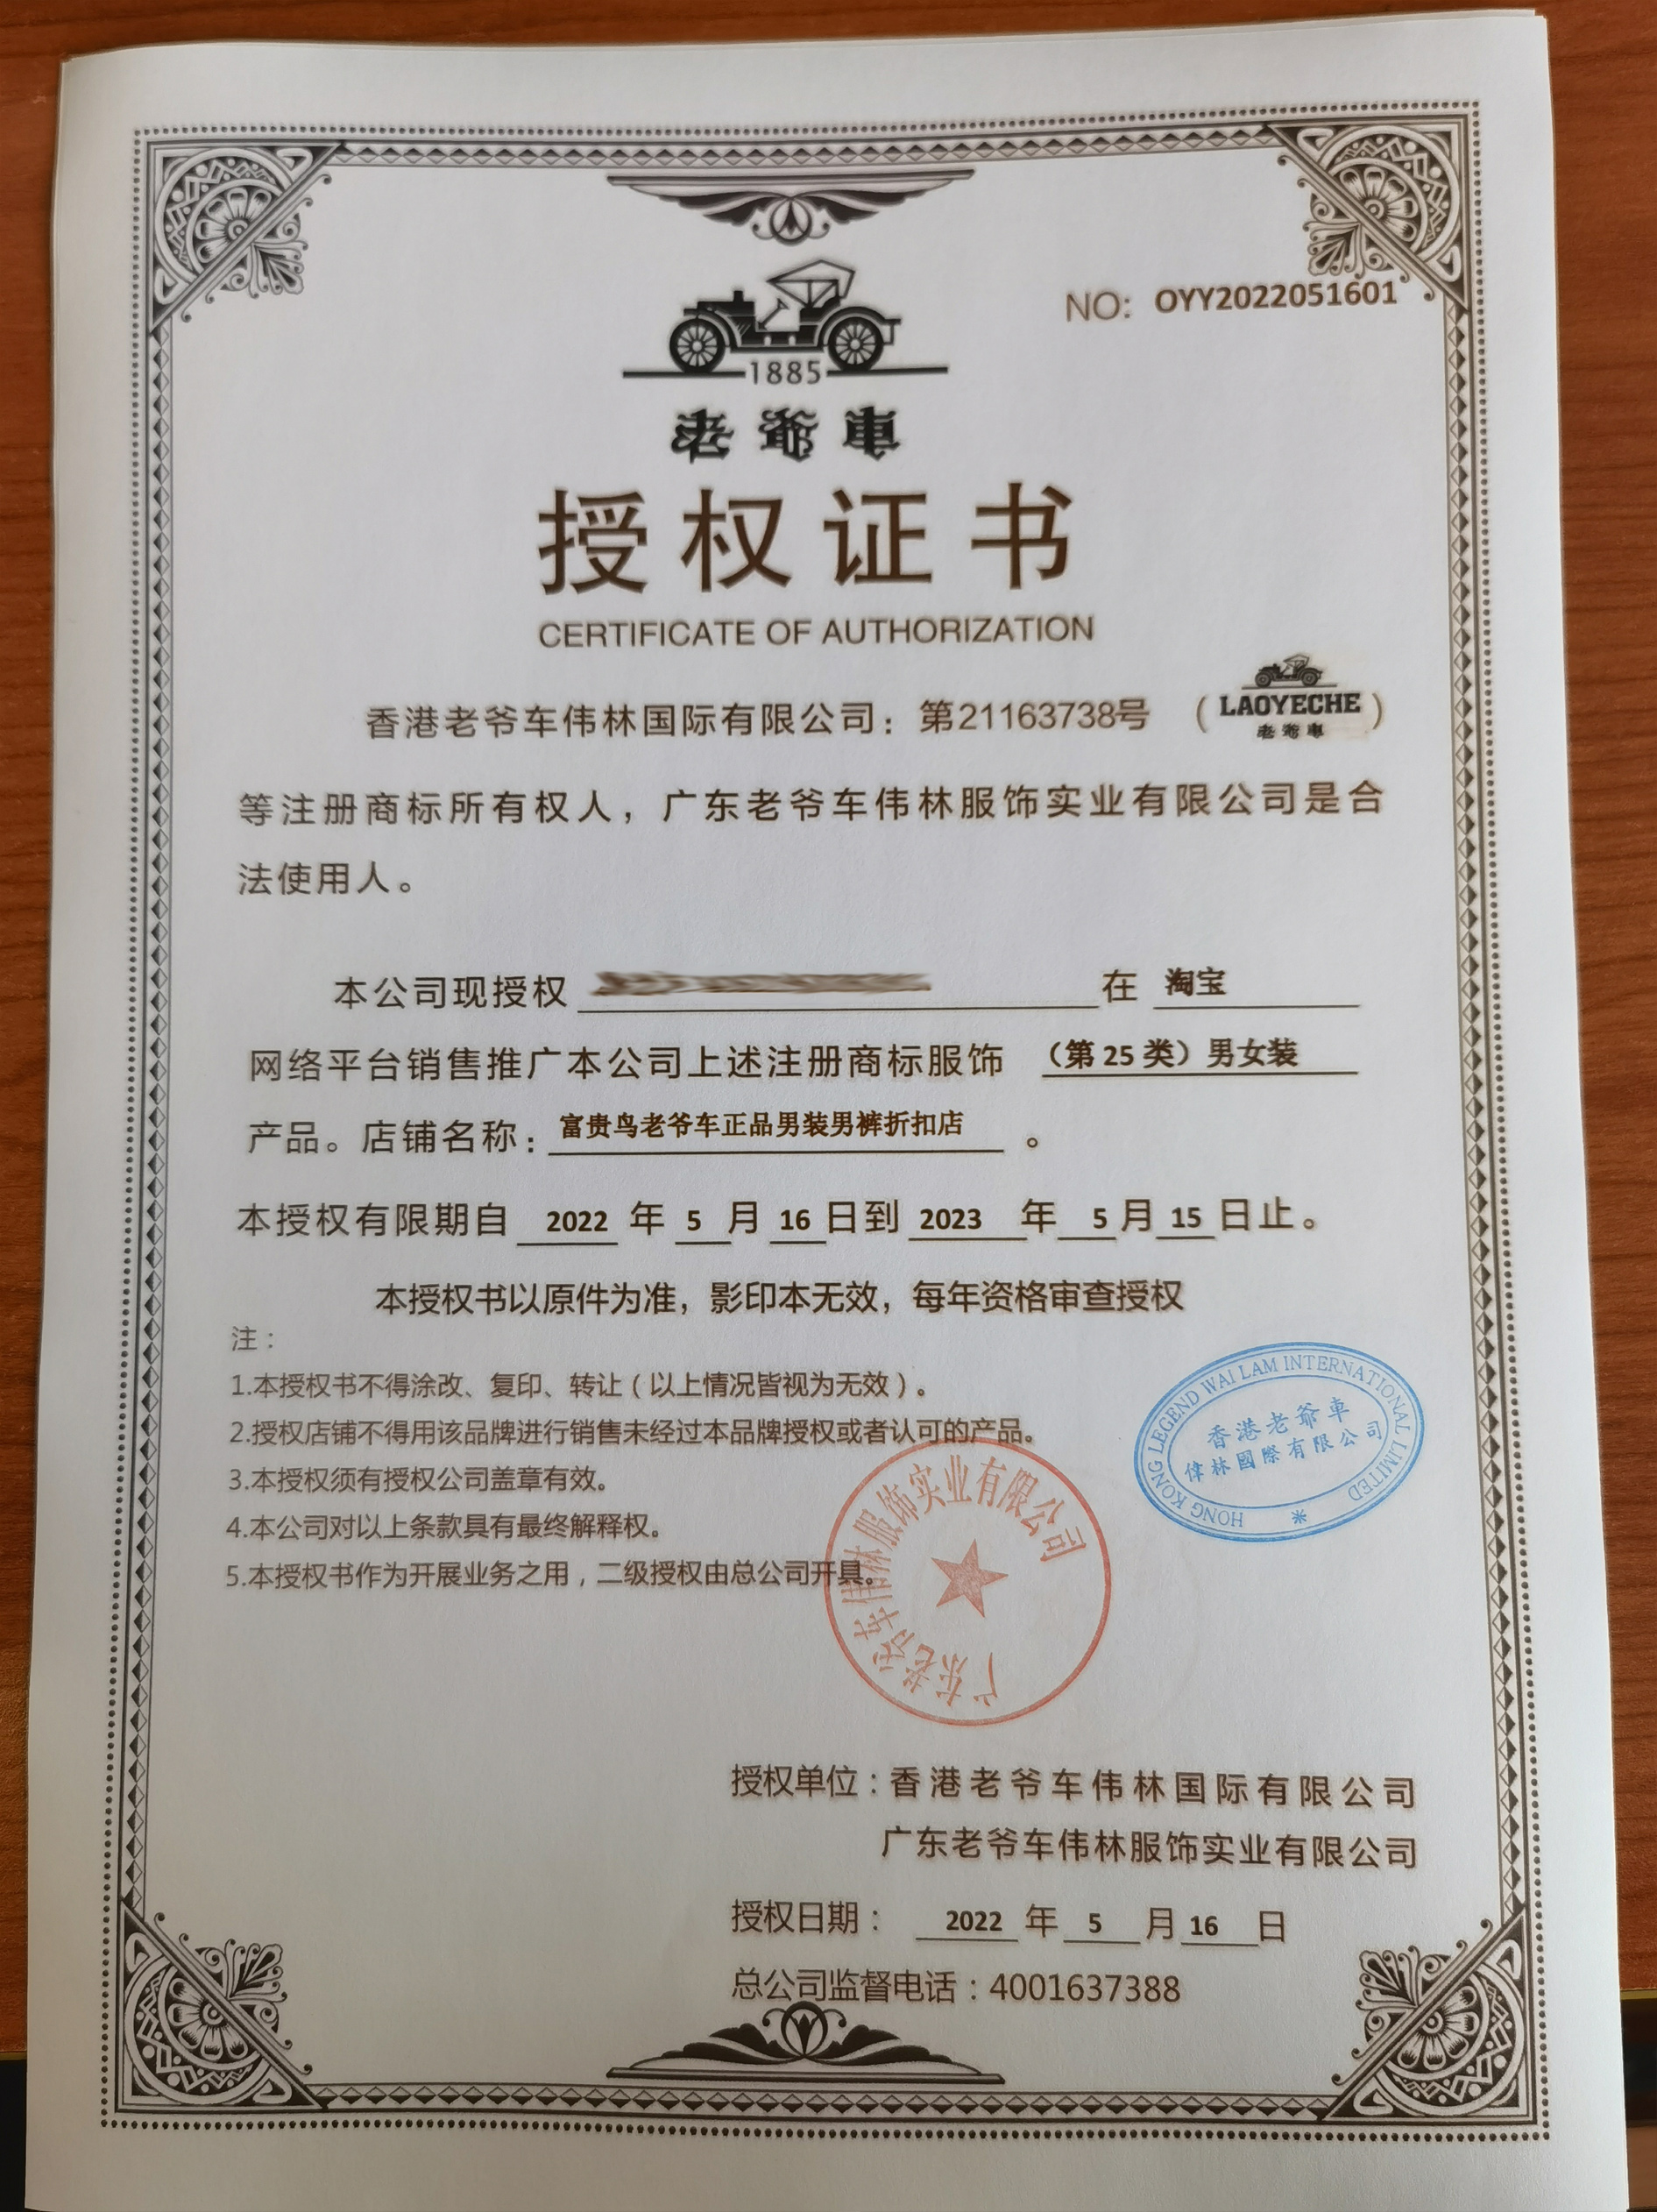 NO: OYY2022051601
1885
老爺車
授权证书
CERTIFICATE OF AUTHORIZATION
香港老爷车伟林国际有限公司：第21163738号 （LAOYECHE 老爺車）
等注册商标所有权人，广东老爷车伟林服饰实业有限公司是合
法使用人。
本公司现授权 在 淘宝
网络平台销售推广本公司上述注册商标服饰 （第 25 类）男女装
产品。店铺名称：富贵鸟老爷车正品男装男裤折扣店 。
本授权有限期自 2022 年 5 月 16 日到 2023 年 5 月 15 日止。
本授权书以原件为准，影印本无效，每年资格审查授权
注：
1.本授权书不得涂改、复印、转让（以上情况皆视为无效）。
2.授权店铺不得用该品牌进行销售未经过本品牌授权或者认可的产品。
3.本授权须有授权公司盖章有效。
4.本公司对以上条款具有最终解释权。
5.本授权书作为开展业务之用，二级授权由总公司开具。
HONG KONG LEGEND WAI LAM INTERNATIONAL LIMITED
香港老爺車
偉林國際有限公司
广东老爷车伟林服饰实业有限公司
授权单位：香港老爷车伟林国际有限公司
广东老爷车伟林服饰实业有限公司
授权日期： 2022 年 5 月 16 日
总公司监督电话：4001637388